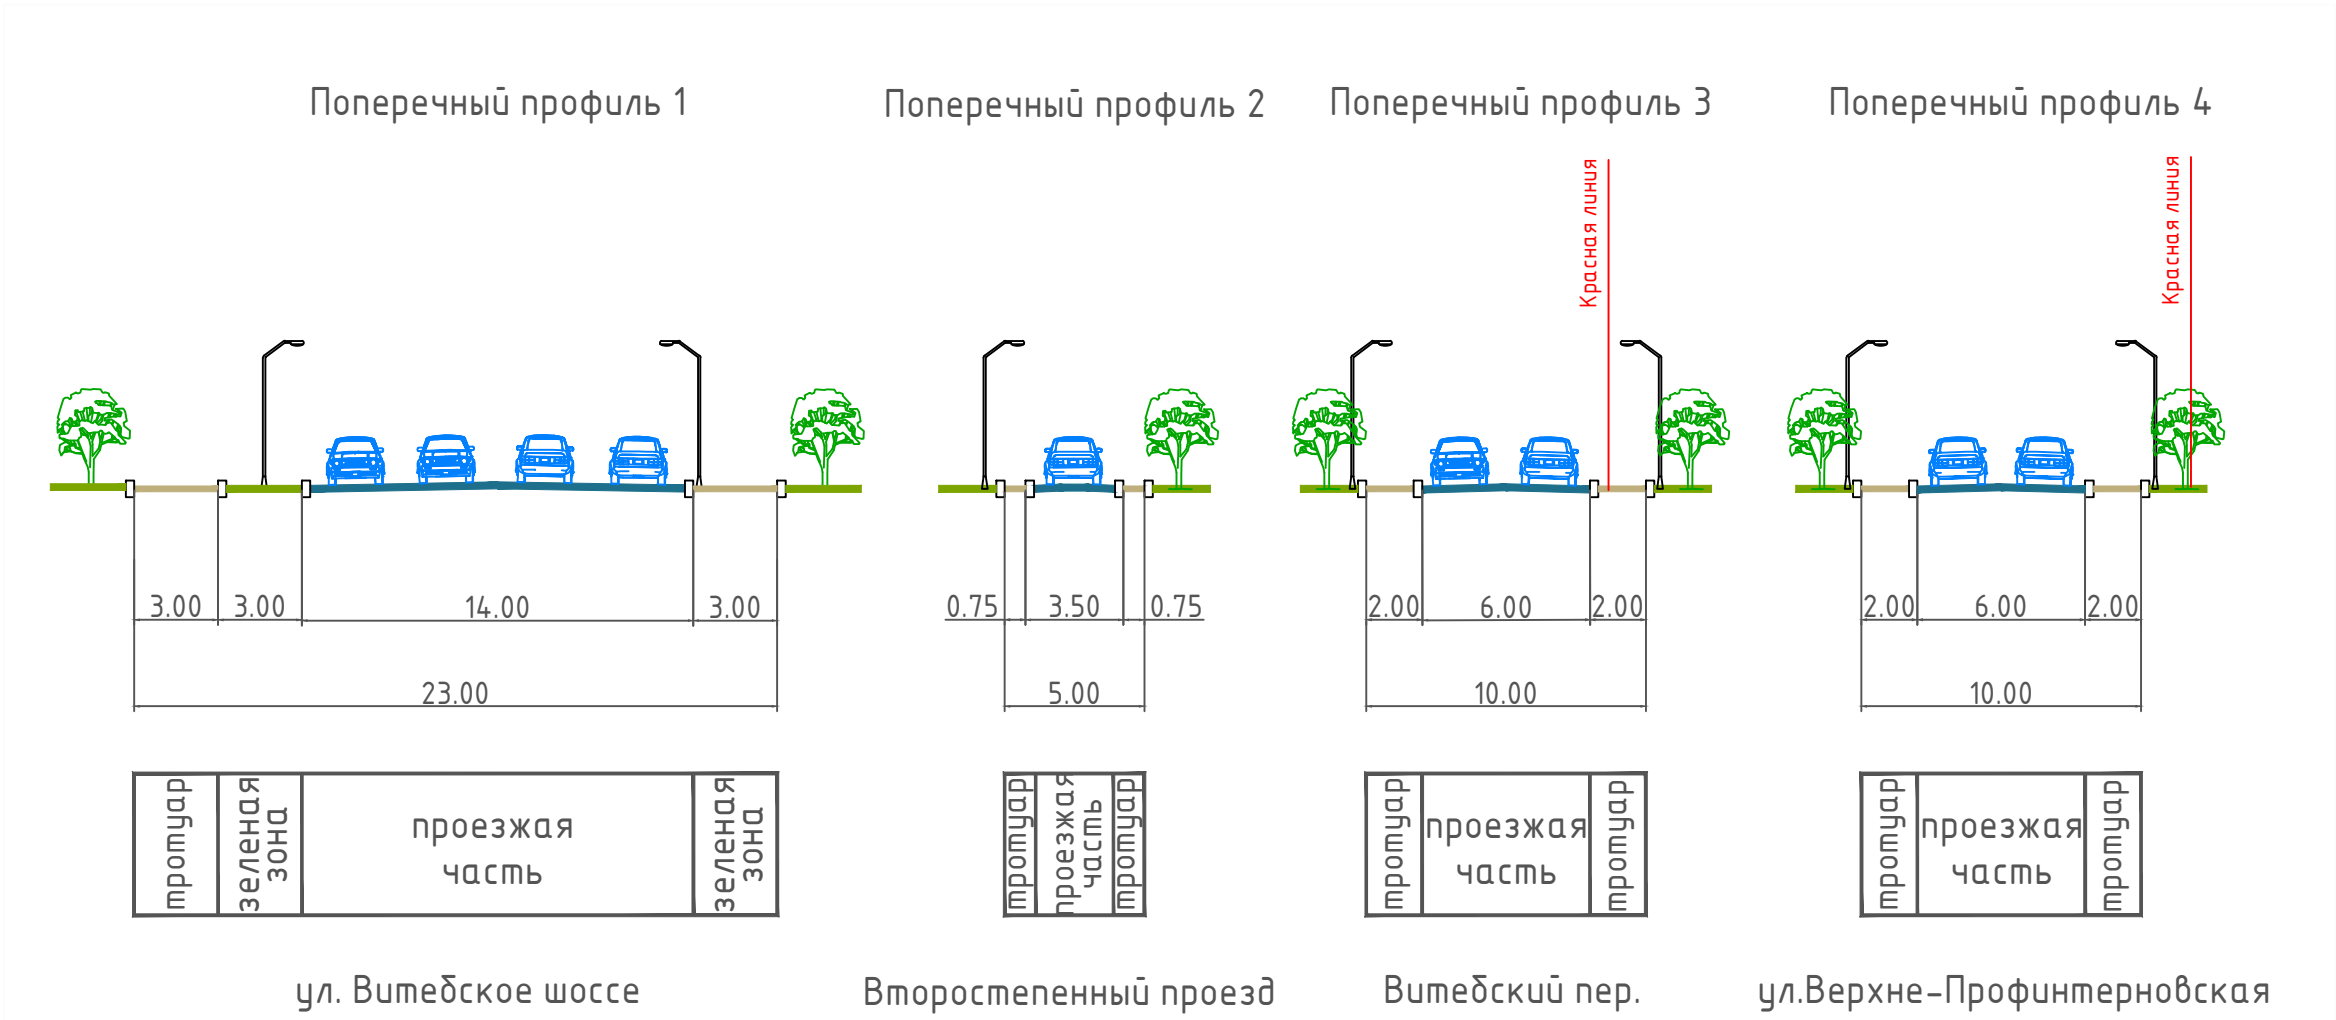 Поперечный профиль 1
Поперечный профиль 2
Поперечный профиль 3
Поперечный профиль 4
Красная линия
Красная линия
3.00
3.00
14.00
3.00
23.00
0.75
3.50
0.75
5.00
2.00
6.00
2.00
10.00
2.00
6.00
2.00
10.00
тротуар
зеленая
зона
проезжая
часть
зеленая
зона
тротуар
проезжая
часть
тротуар
тротуар
проезжая
часть
тротуар
тротуар
проезжая
часть
тротуар
ул. Витебское шоссе
Второстепенный проезд
Витебский пер.
ул.Верхне-Профинтерновская